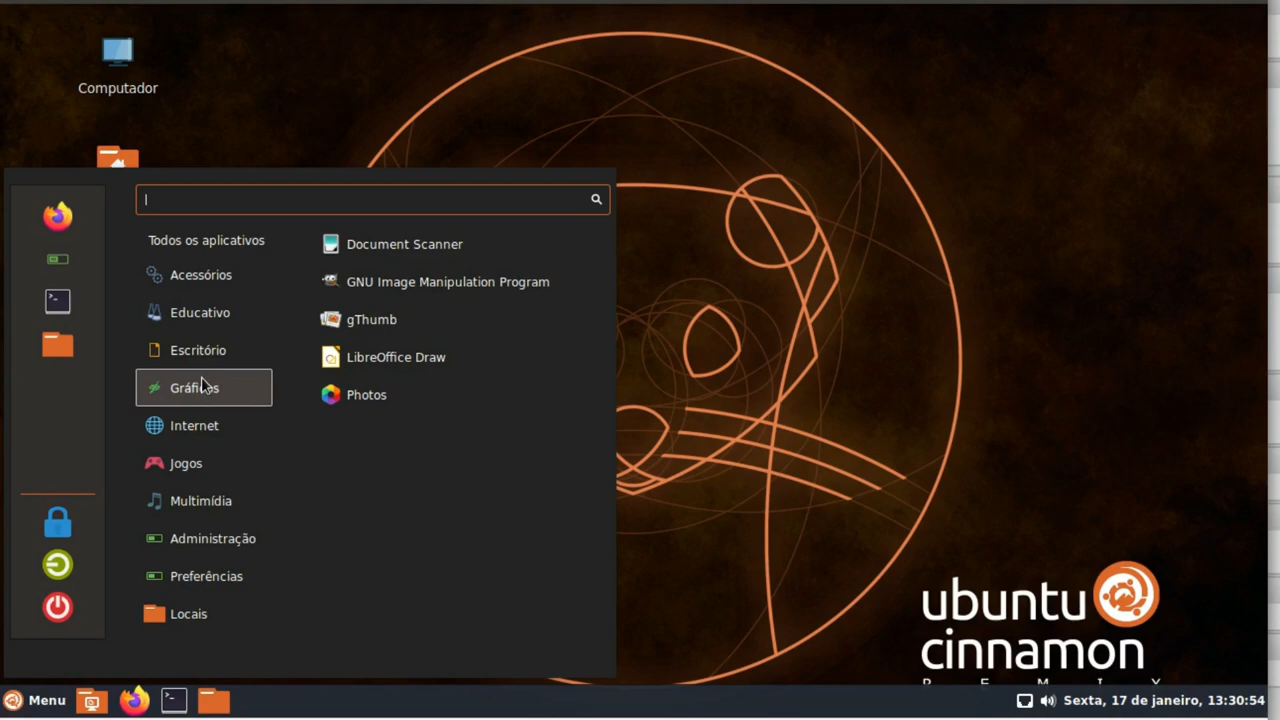 Computador
Todos os aplicativos
Acessórios
Educativo
Escritório
Gráficos
Internet
Jogos
Multimídia
Administração
Preferências
Locais
Document Scanner
GNU Image Manipulation Program
gThumb
LibreOffice Draw
Photos
ubuntu
cinnamon
R E M I X
Menu
Sexta, 17 de janeiro, 13:30:54